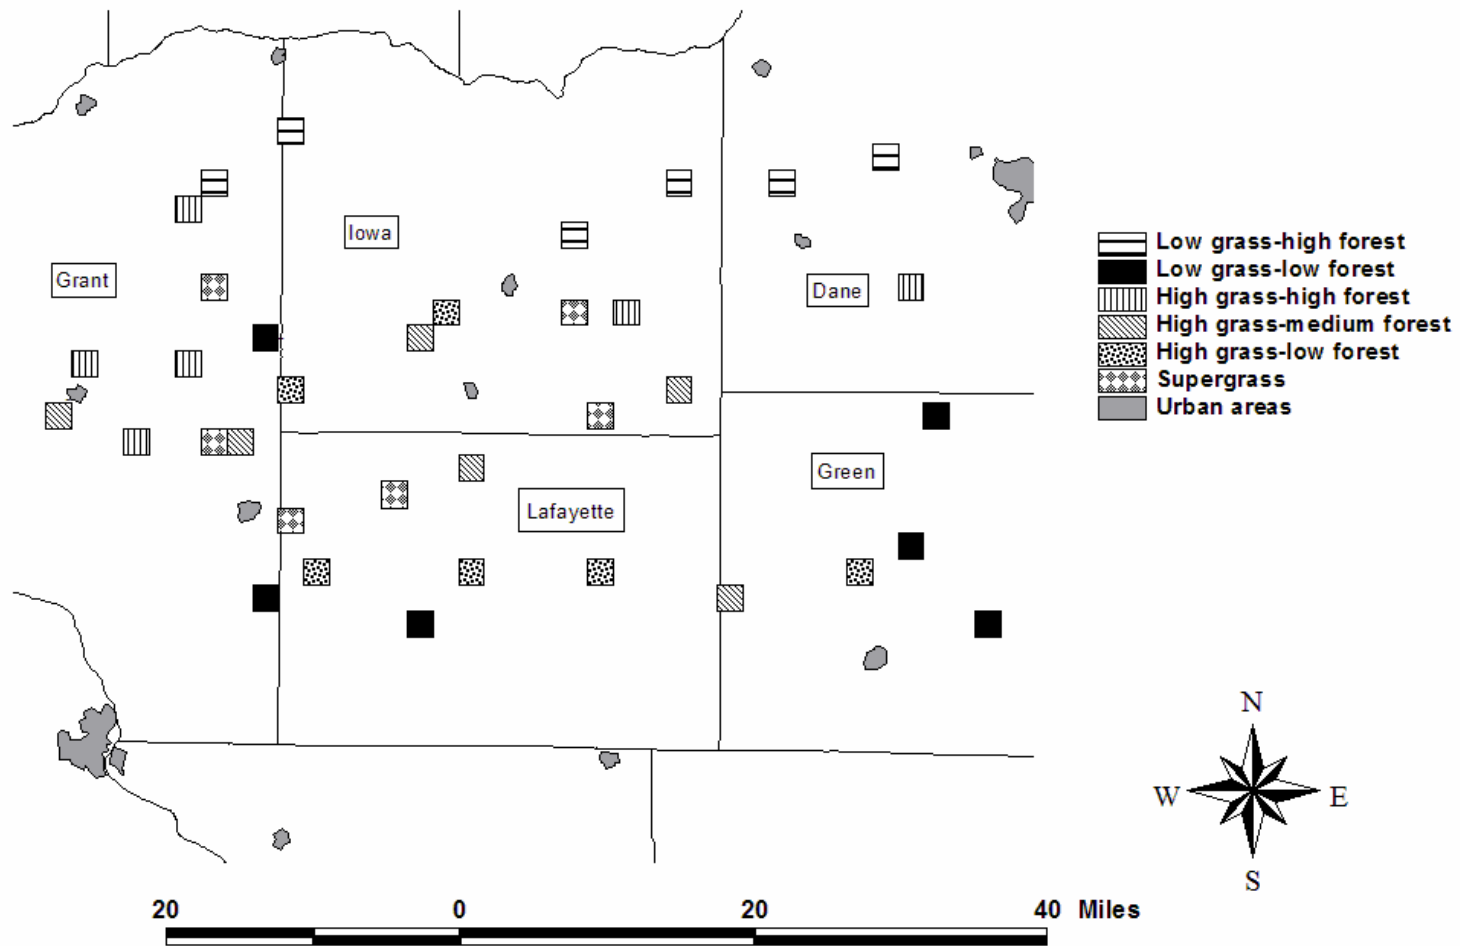 Iowa
Grant
Dane
Green
Lafayette
Low grass-high forest
Low grass-low forest
High grass-high forest
High grass-medium forest
High grass-low forest
Supergrass
Urban areas
N
W E
S
20 0 20 40 Miles